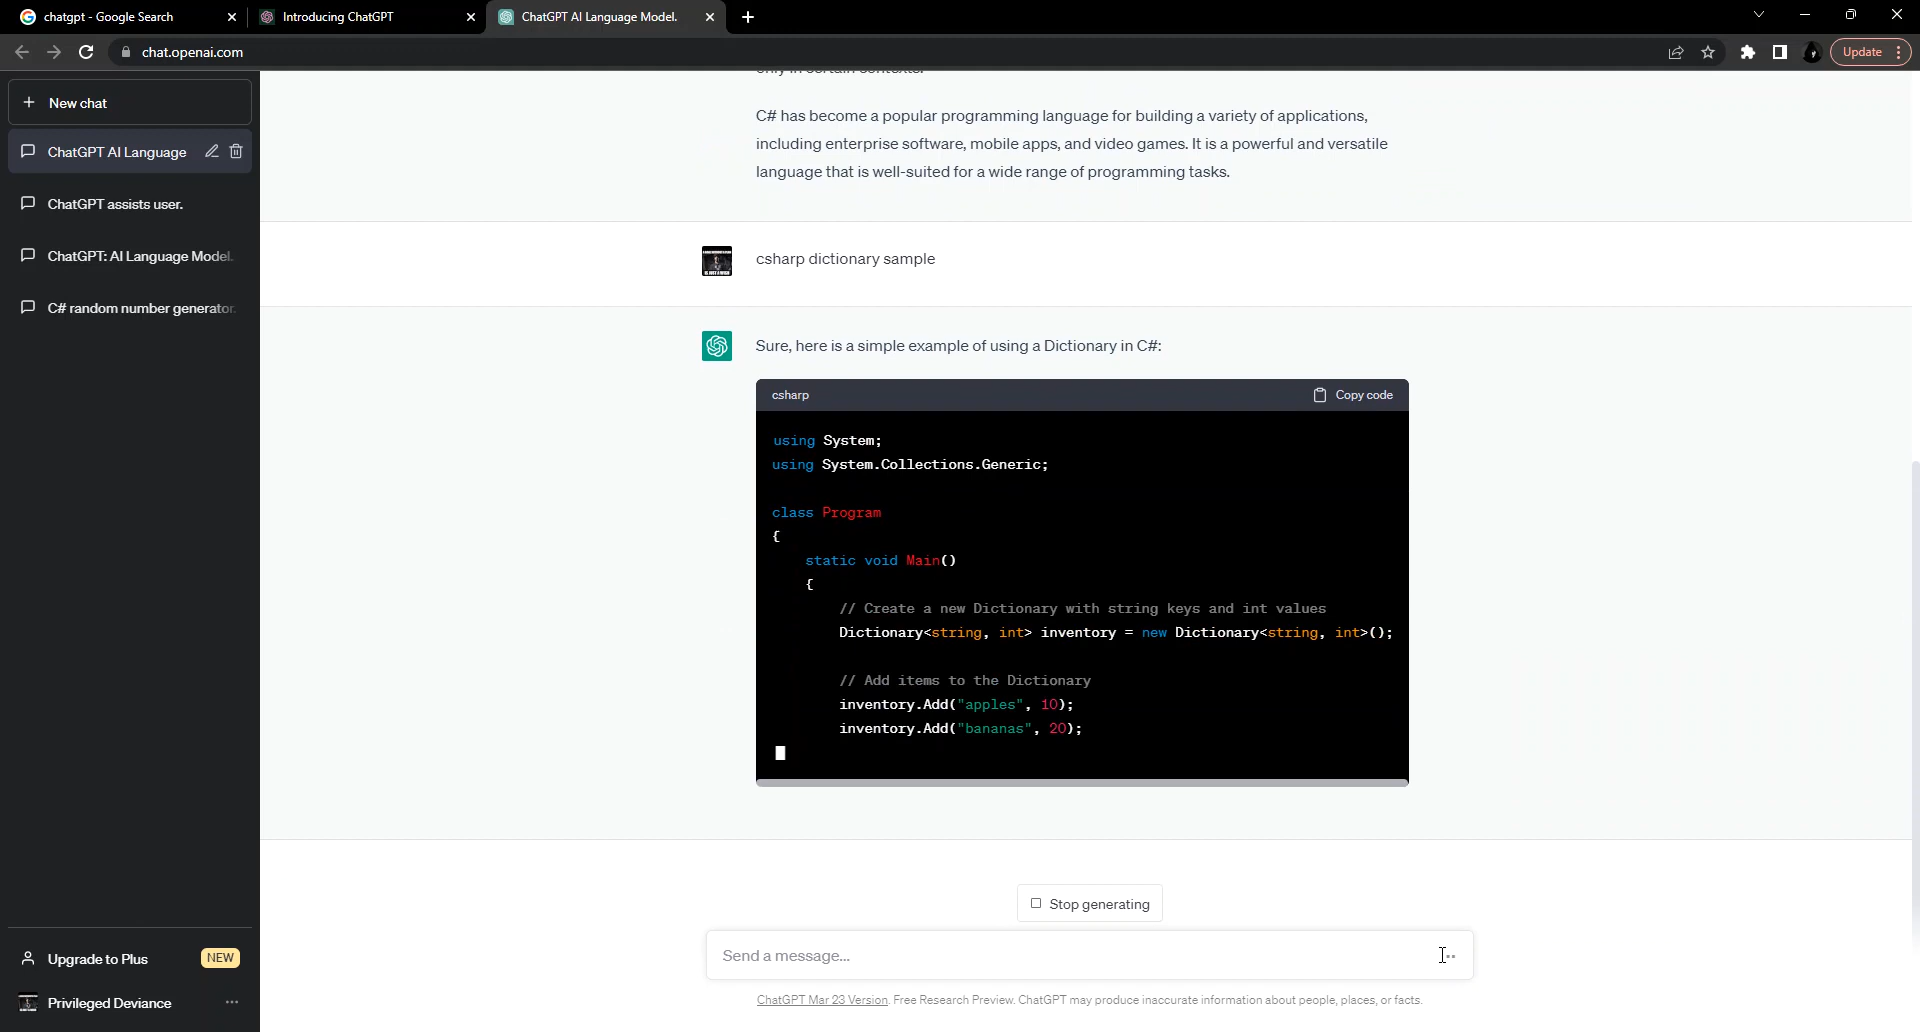 chatgpt - Google Search
Introducing ChatGPT
ChatGPT AI Language Model.
chat.openai.com
Update
New chat
ChatGPT AI Language
ChatGPT assists user.
ChatGPT: AI Language Model.
C# random number generator.
only in certain contexts.
C# has become a popular programming language for building a variety of applications,
including enterprise software, mobile apps, and video games. It is a powerful and versatile
language that is well-suited for a wide range of programming tasks.
csharp dictionary sample
Sure, here is a simple example of using a Dictionary in C#:
csharp
Copy code
using System;
using System.Collections.Generic;
class Program
{
static void Main()
{
// Create a new Dictionary with string keys and int values
Dictionary<string, int> inventory = new Dictionary<string, int>();
// Add items to the Dictionary
inventory.Add("apples", 10);
inventory.Add("bananas", 20);
Stop generating
Send a message...
ChatGPT Mar 23 Version. Free Research Preview. ChatGPT may produce inaccurate information about people, places, or facts.
Upgrade to Plus
NEW
Privileged Deviance